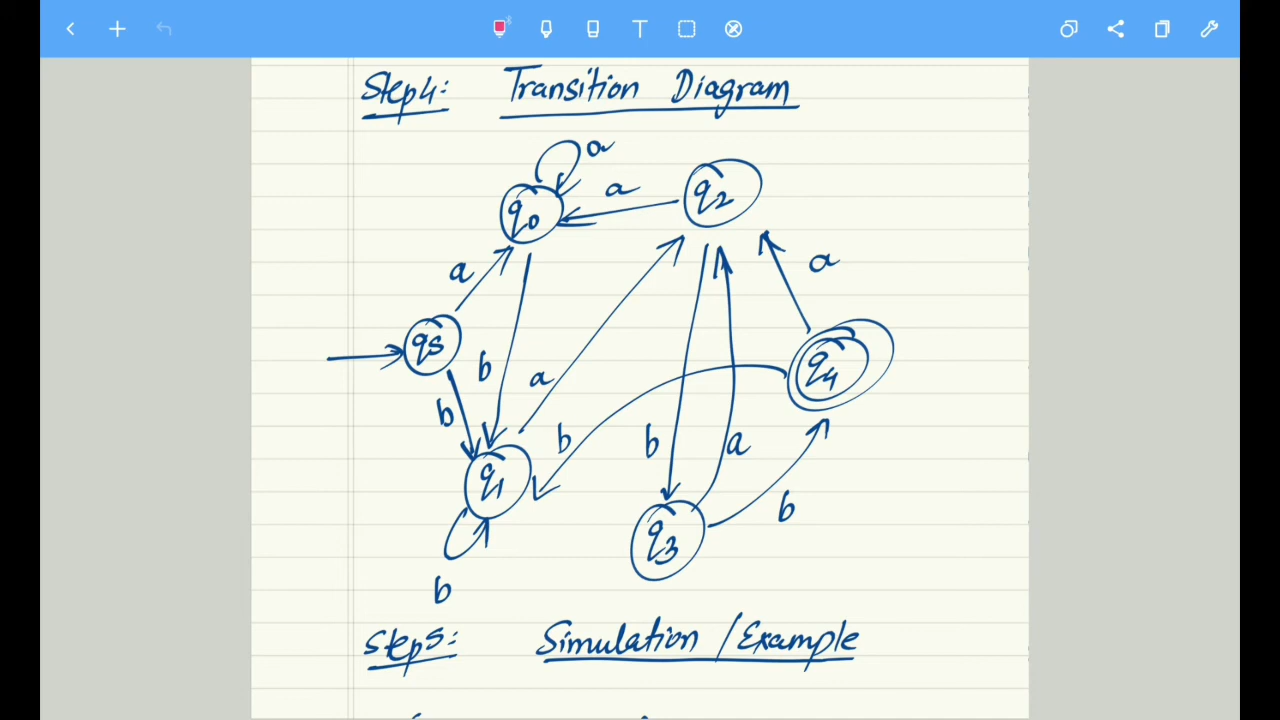 Step4: Transition Diagram
a
q0
a
q2
a
a
qs
b
a
b
q4
b
b
a
q1
b
q3
b
Step5: Simulation / Example